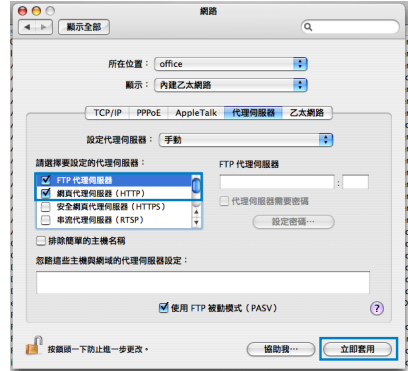 網路
顯示全部
所在位置： office
顯示： 內建乙太網路
TCP/IP PPPoE AppleTalk 代理伺服器 乙太網路
設定代理伺服器： 手動
請選擇要設定的代理伺服器： FTP 代理伺服器
FTP 代理伺服器
網頁代理伺服器 (HTTP)
安全網頁代理伺服器 (HTTPS)
串流代理伺服器 (RTSP)
:
代理伺服器需要密碼
設定密碼…
排除簡單的主機名稱
忽略這些主機與網域的代理伺服器設定：
使用 FTP 被動模式 (PASV)
?
按鎖頭一下防止進一步更改。
協助我… 立即套用